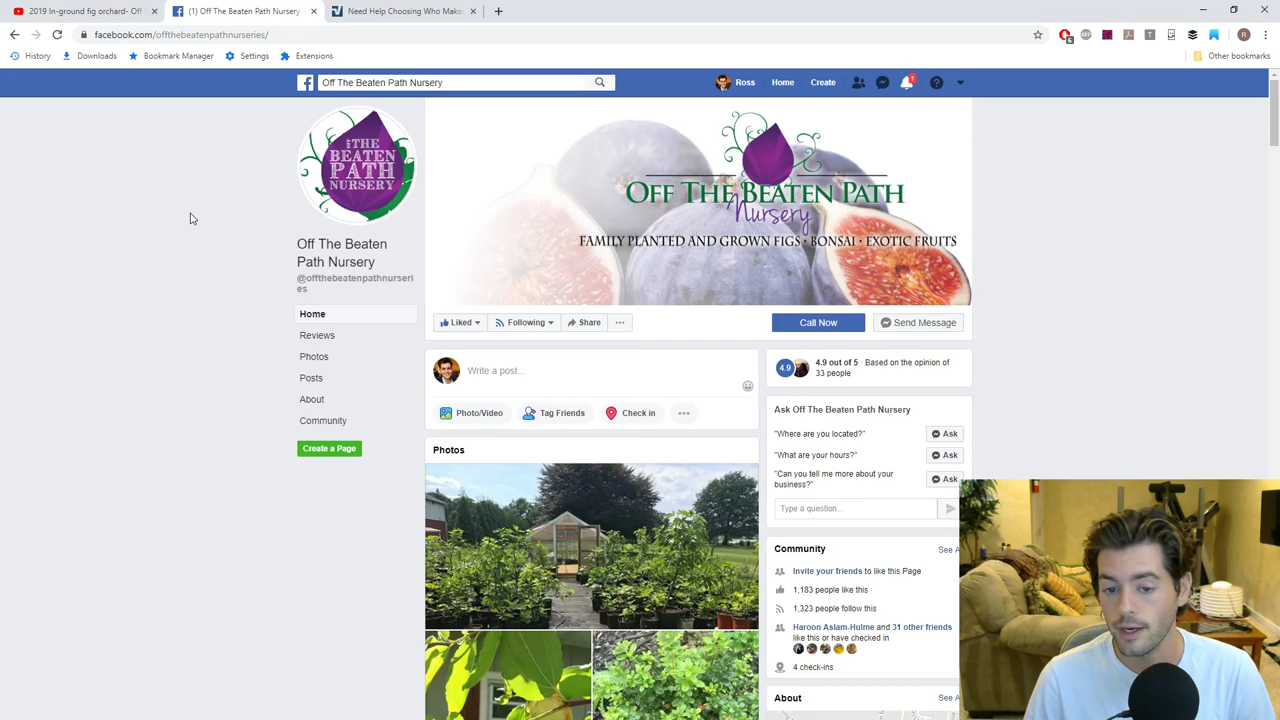 2019 In-ground fig orchard- Off
(1) Off The Beaten Path Nursery -
Need Help Choosing Who Make
facebook.com/offthebeatenpathnurseries/
6
ABP
R
History
Downloads
Bookmark Manager
Settings
Extensions
Other bookmarks
Off The Beaten Path Nursery
Ross
Home
Create
1
OFF THE
BEATEN
PATH
NURSERY
OFF THE BEATEN PATH
Nursery
FAMILY PLANTED AND GROWN FIGS • BONSAI • EXOTIC FRUITS
Off The Beaten
Path Nursery
@offthebeatenpathnurseri
es
Home
Reviews
Photos
Posts
About
Community
Create a Page
Liked
Following
Share
Call Now
Send Message
Write a post...
Photo/Video
Tag Friends
Check in
Photos
4.9
4.9 out of 5 · Based on the opinion of
33 people
Ask Off The Beaten Path Nursery
"Where are you located?"
Ask
"What are your hours?"
Ask
"Can you tell me more about your
business?"
Ask
Type a question...
Community
See A
Invite your friends to like this Page
1,183 people like this
1,323 people follow this
Haroon Aslam-Hulme and 31 other friends
like this or have checked in
4 check-ins
About
See A